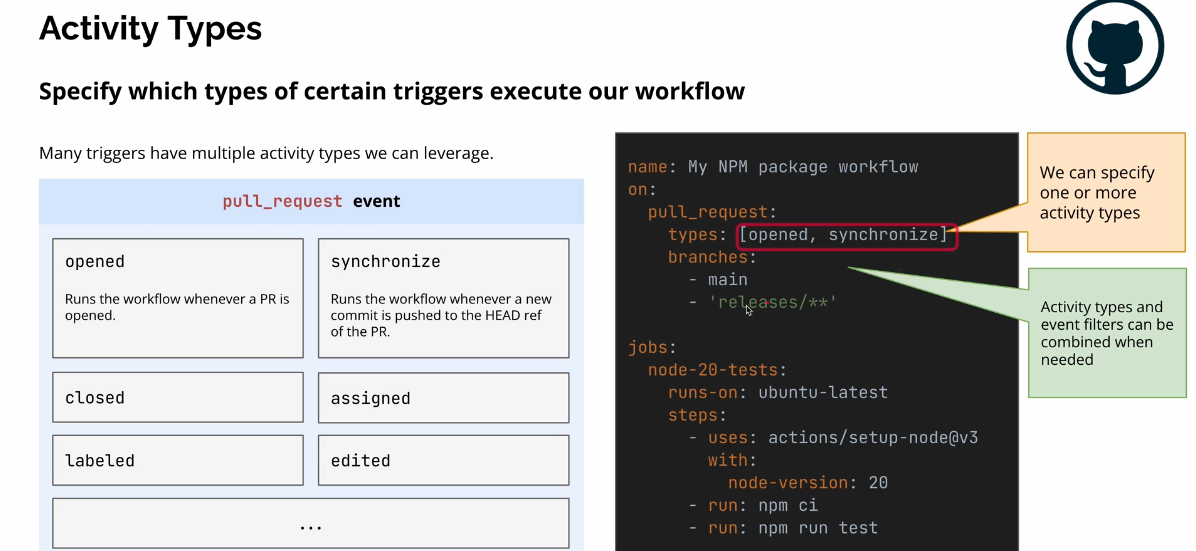 Activity Types
Specify which types of certain triggers execute our workflow
Many triggers have multiple activity types we can leverage.
pull_request event
opened
Runs the workflow whenever a PR is
opened.
synchronize
Runs the workflow whenever a new
commit is pushed to the HEAD ref
of the PR.
closed
assigned
labeled
edited
...
name: My NPM package workflow
on:
  pull_request:
    types: [opened, synchronize]
    branches:
      - main
      - 'releases/**'
jobs:
  node-20-tests:
    runs-on: ubuntu-latest
    steps:
      - uses: actions/setup-node@v3
        with:
          node-version: 20
      - run: npm ci
      - run: npm run test
We can specify
one or more
activity types
Activity types and
event filters can be
combined when
needed